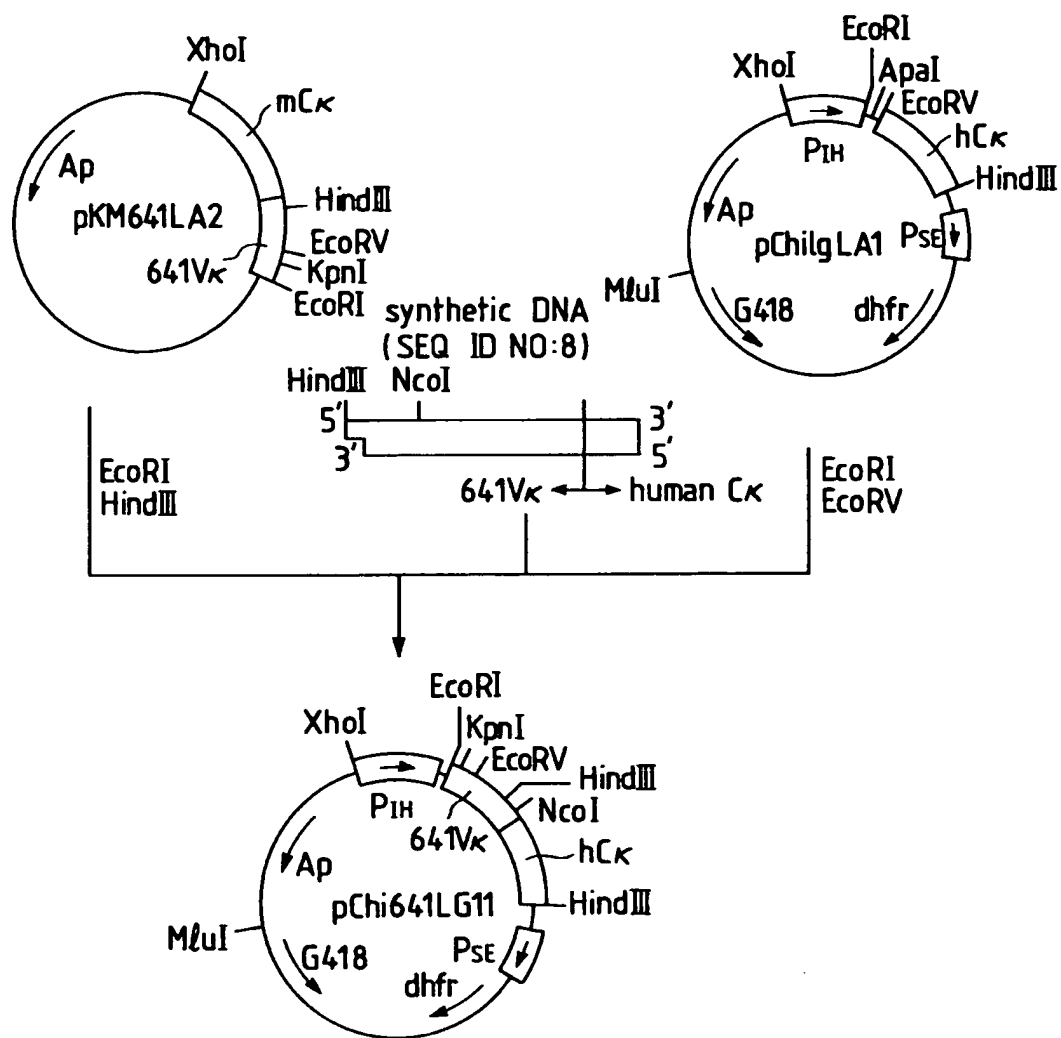 XhoI
mCκ
Ap
pKM641LA2
HindIII
641Vκ
EcoRV
KpnI
EcoRI
EcoRI
XhoI
ApaI
EcoRV
PIH
hCκ
HindIII
Ap
PSE
pChiIgLA1
MluI
G418
dhfr
synthetic DNA
(SEQ ID NO:8)
HindIII NcoI
5′ 3′
3′ 5′
641Vκ human Cκ
EcoRI
HindIII
EcoRI
EcoRV
EcoRI
XhoI
KpnI
EcoRV
HindIII
PIH
NcoI
641Vκ
hCκ
Ap
pChi641LG11
HindIII
MluI
G418
PSE
dhfr